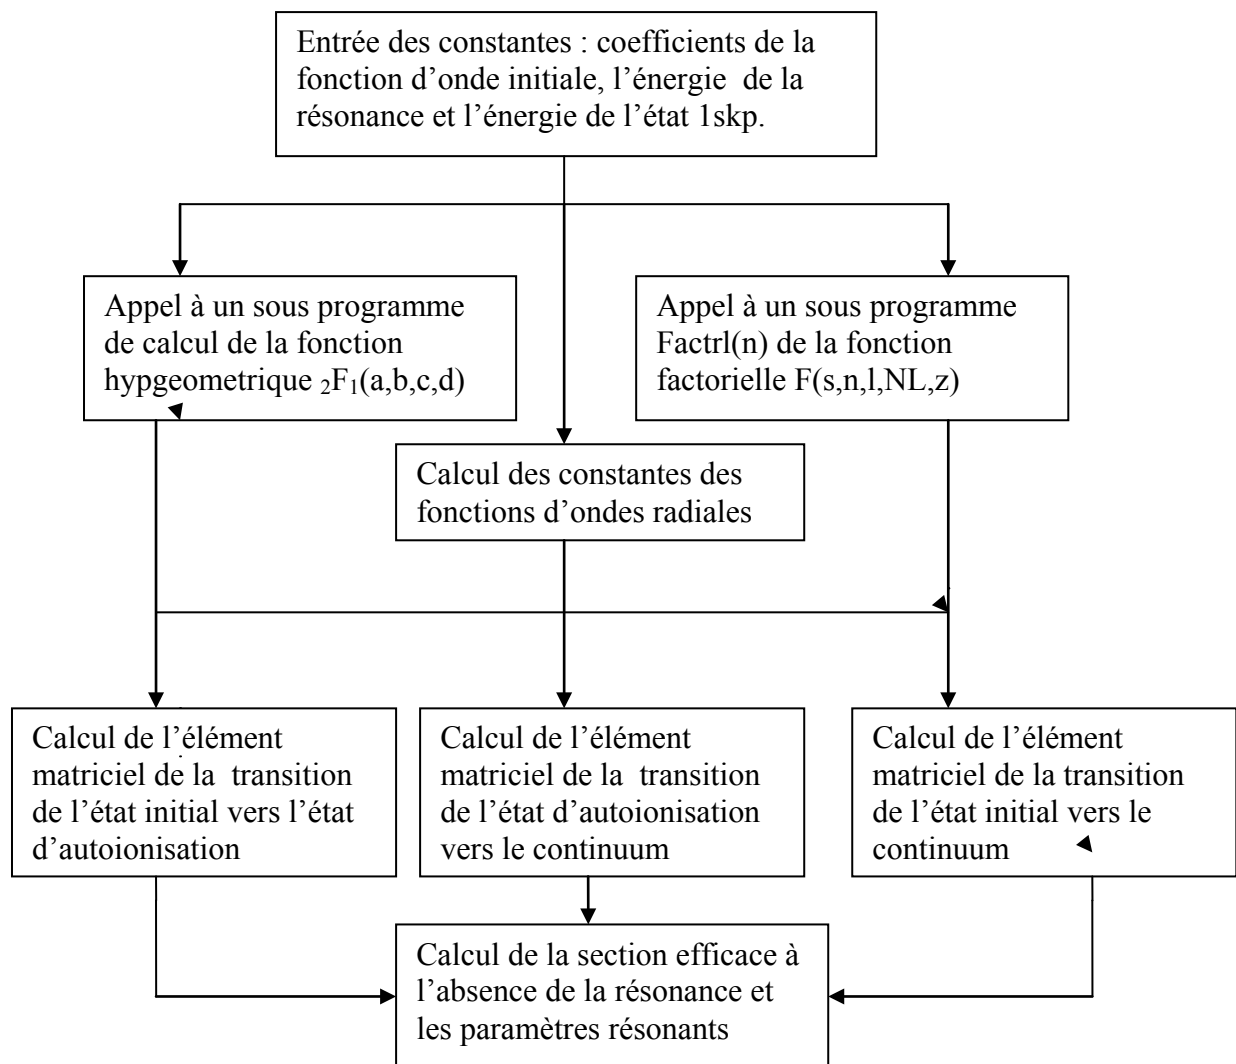 Entrée des constantes : coefficients de la
fonction d’onde initiale, l’énergie de la
résonance et l’énergie de l’état 1skp.
Appel à un sous programme
de calcul de la fonction
hypgeometrique ₂F₁(a,b,c,d)
Appel à un sous programme
Factrl(n) de la fonction
factorielle F(s,n,l,NL,z)
Calcul des constantes des
fonctions d’ondes radiales
Calcul de l’élément
matriciel de la transition
de l’état initial vers l’état
d’autoionisation
Calcul de l’élément
matriciel de la transition
de l’état d’autoionisation
vers le continuum
Calcul de l’élément
matriciel de la transition
de l’état initial vers le
continuum
Calcul de la section efficace à
l’absence de la résonance et
les paramètres résonants